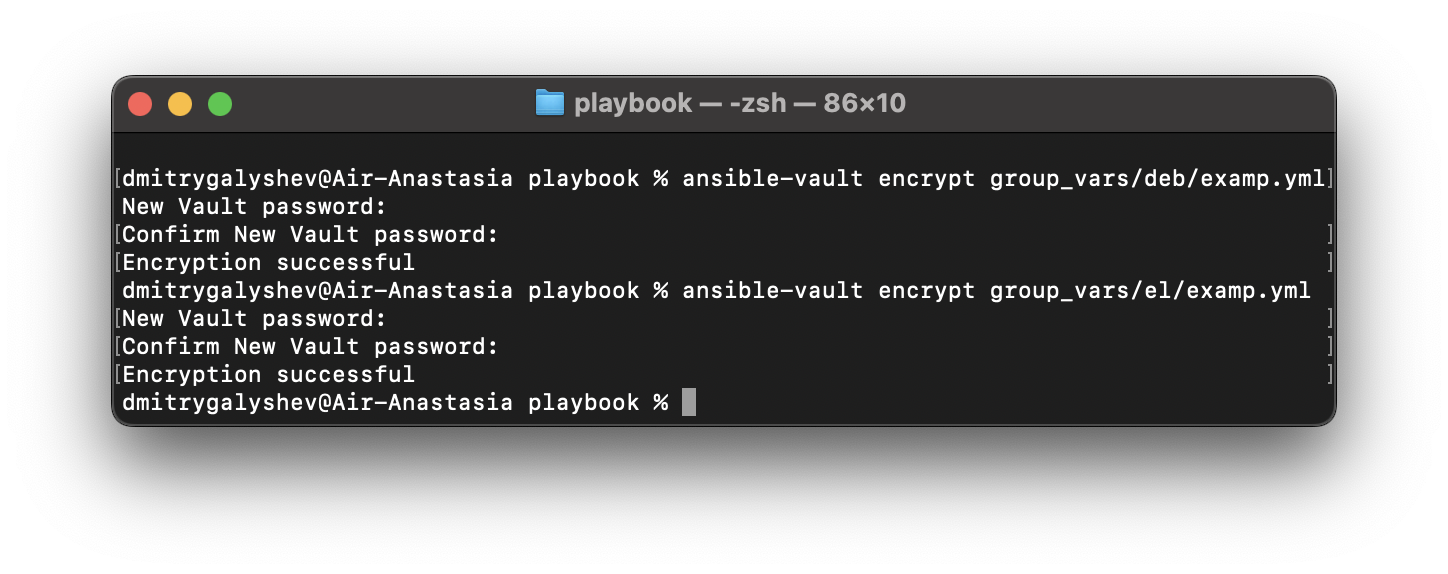 playbook — -zsh — 86×10
[dmitrygalyshev@Air-Anastasia playbook % ansible-vault encrypt group_vars/deb/examp.yml]
New Vault password:
[Confirm New Vault password: ]
[Encryption successful ]
dmitrygalyshev@Air-Anastasia playbook % ansible-vault encrypt group_vars/el/examp.yml
[New Vault password: ]
[Confirm New Vault password: ]
[Encryption successful ]
dmitrygalyshev@Air-Anastasia playbook %